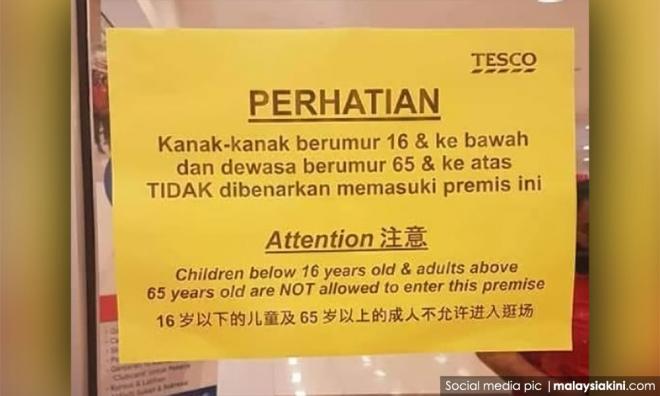 TESCO
PERHATIAN
Kanak-kanak berumur 16 & ke bawah
dan dewasa berumur 65 & ke atas
TIDAK dibenarkan memasuki premis ini
Attention 注意
Children below 16 years old & adults above
65 years old are NOT allowed to enter this premise
16岁以下的儿童及65岁以上的成人不允许进入逛场
Social media pic | malaysiakini.com